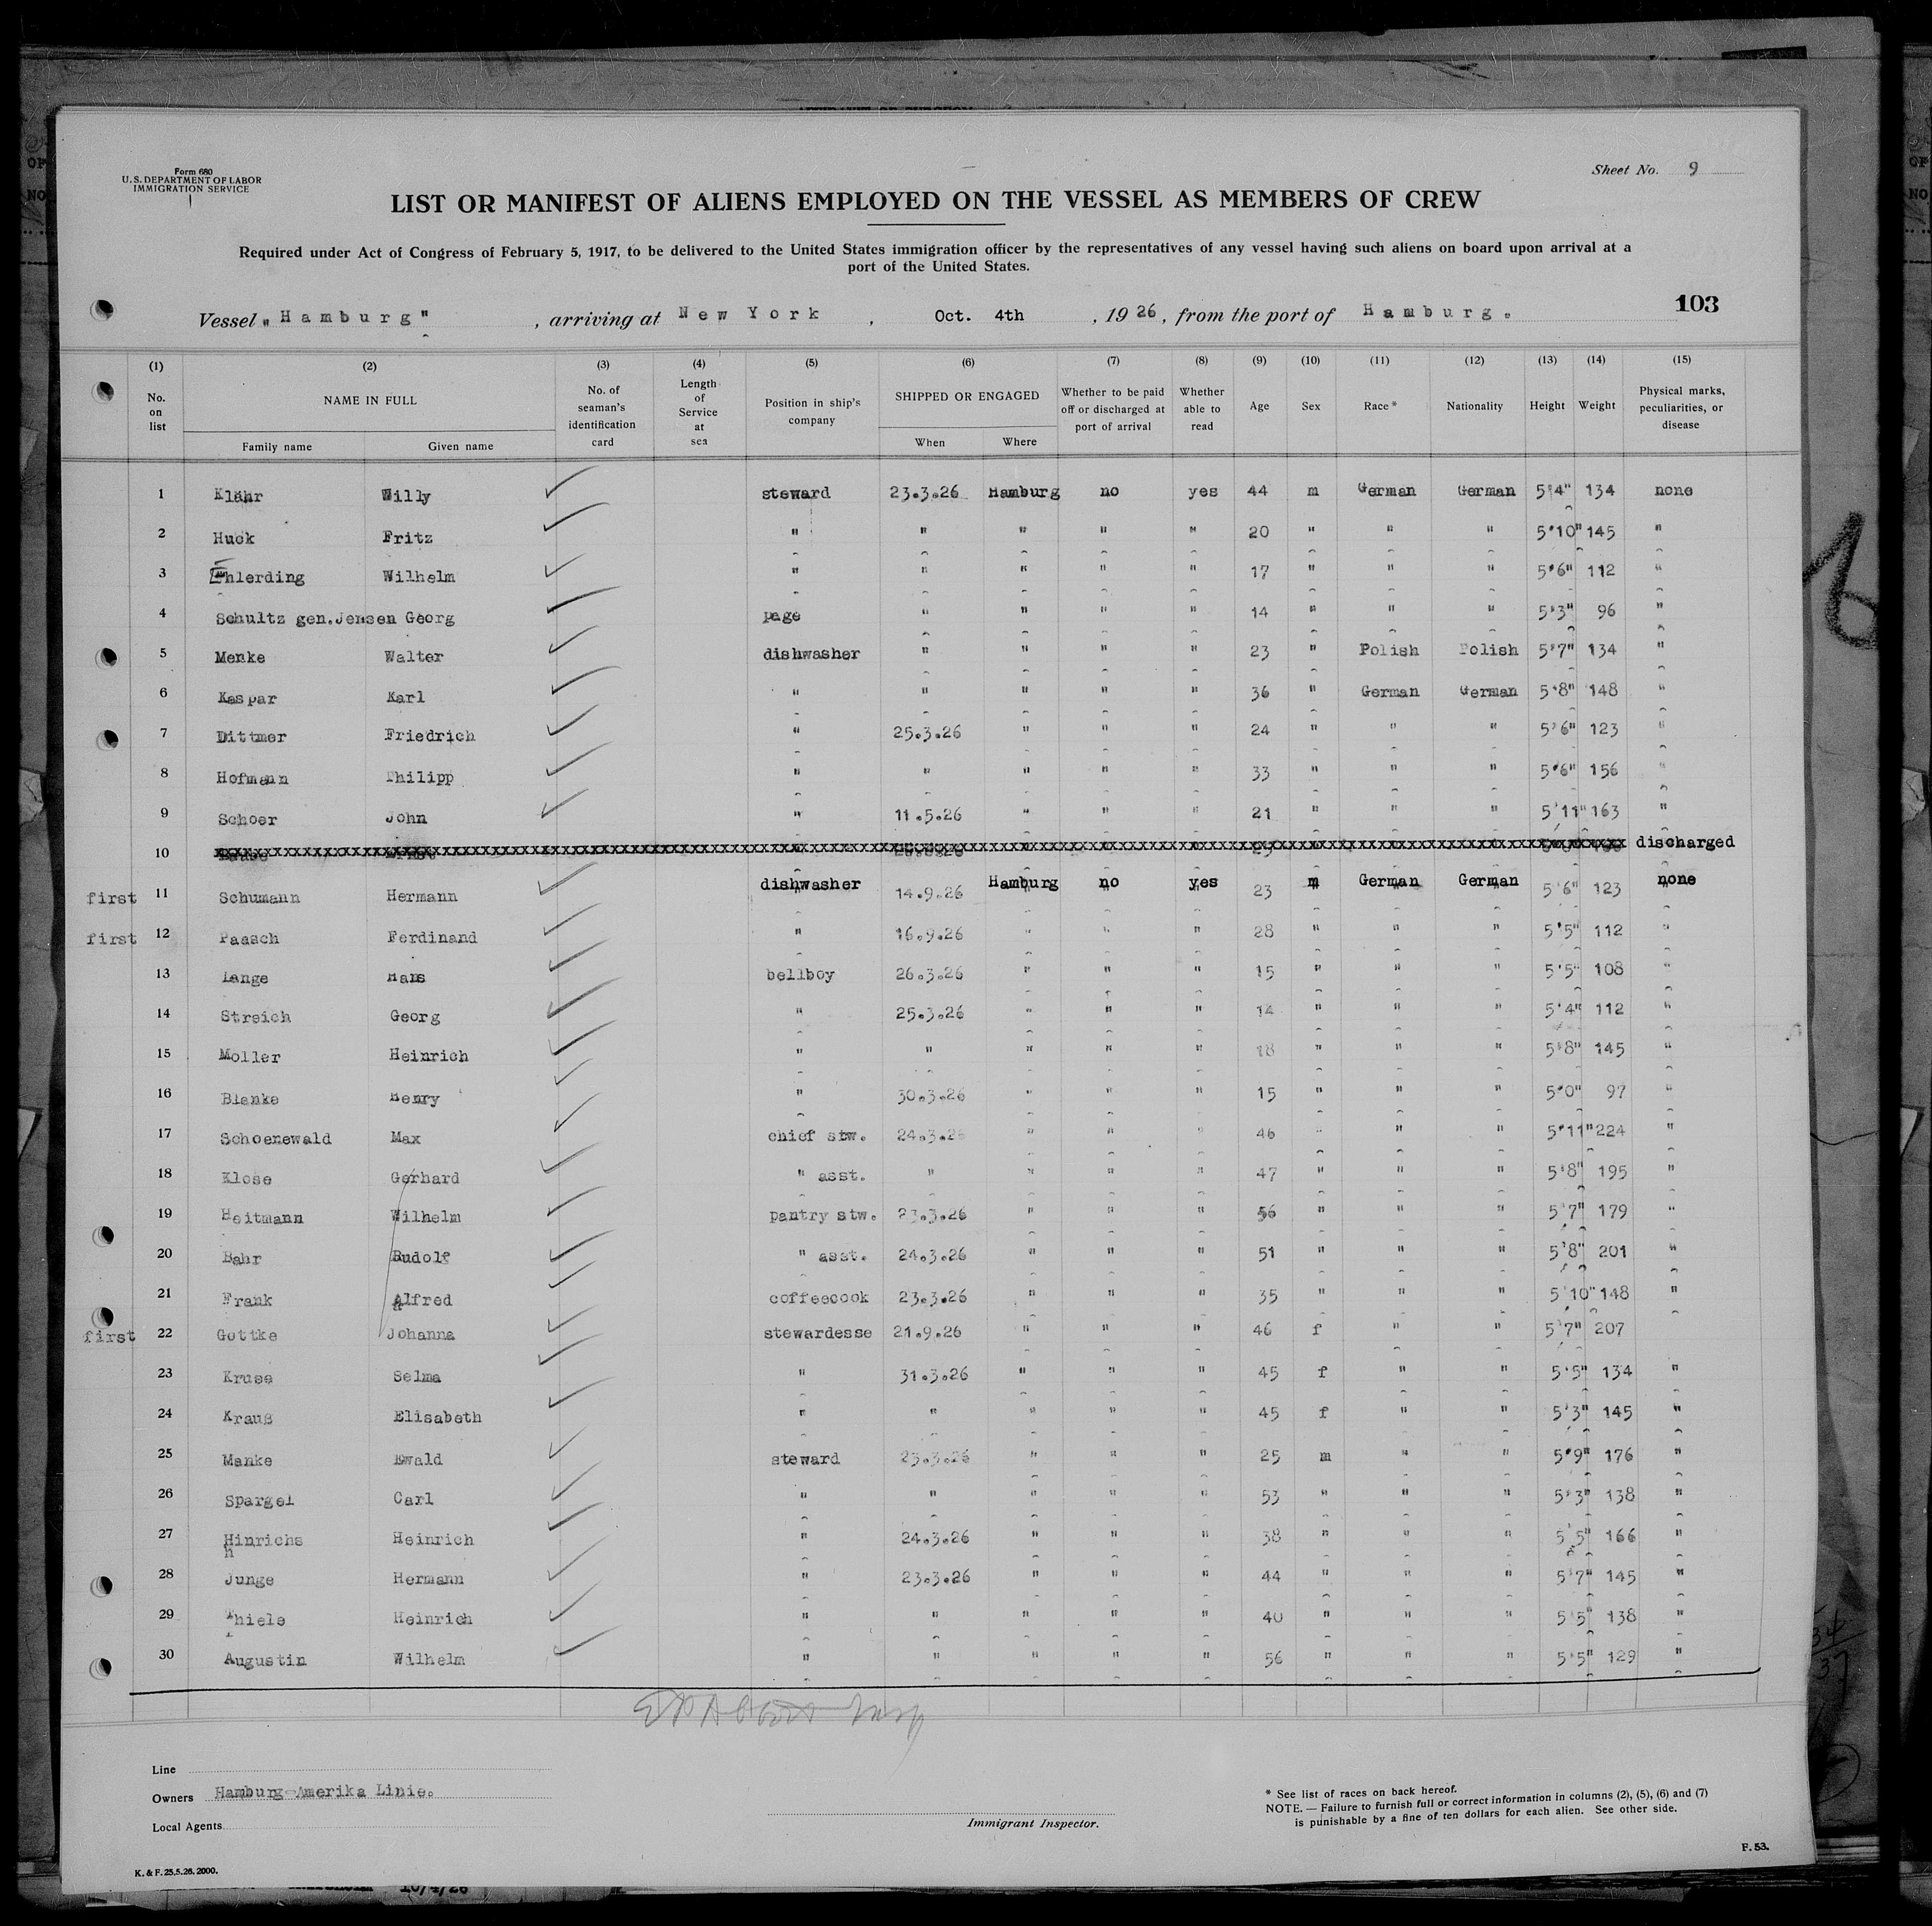 Form 680
U. S. DEPARTMENT OF LABOR
IMMIGRATION SERVICE
Sheet No. 9
LIST OR MANIFEST OF ALIENS EMPLOYED ON THE VESSEL AS MEMBERS OF CREW
Required under Act of Congress of February 5, 1917, to be delivered to the United States immigration officer by the representatives of any vessel having such aliens on board upon arrival at a
port of the United States.
103
Vessel "Hamburg", arriving at New York, Oct. 4th, 1926, from the port of Hamburg.
(1) (2) (3) (4) (5) (6) (7) (8) (9) (10) (11) (12) (13) (14) (15)
No. on list NAME IN FULL Family name Given name No. of seaman's identification card Length of Service at sea Position in ship's company SHIPPED OR ENGAGED When Where Whether to be paid off or discharged at port of arrival Whether able to read Age Sex Race* Nationality Height Weight Physical marks, peculiarities, or disease
1 Klähr Willy steward 23.3.26 Hamburg no yes 44 m German German 5'4" 134 none
2 Huck Fritz " " " " " 20 " " " 5'10" 145 "
3 Ehlerding Wilhelm " " " " " 17 " " " 5'6" 112 "
4 Schultz gen.Jensen Georg page " " " " 14 " " " 5'3" 96 "
5 Menke Walter dishwasher " " " " 23 " Polish Polish 5'7" 134 "
6 Kaspar Karl " " " " " 36 " German German 5'8" 148 "
7 Dittmer Friedrich " 25.3.26 " " " 24 " " " 5'6" 123 "
8 Hofmann Philipp " " " " " 33 " " " 5'6" 156 "
9 Schoer John " 11.5.26 " " " 21 " " " 5'11" 163 "
10 discharged
first 11 Schumann Hermann dishwasher 14.9.26 Hamburg no yes 23 m German German 5'6" 123 none
first 12 Paasch Ferdinand " 16.9.26 " " " 28 " " " 5'5" 112 "
13 Lange Hans bellboy 26.3.26 " " " 15 " " " 5'5" 108 "
14 Streich Georg " 25.3.26 " " " 14 " " " 5'4" 112 "
15 Moller Heinrich " " " " " 18 " " " 5'8" 145 "
16 Blanke Henry " 30.3.26 " " " 15 " " " 5'0" 97 "
17 Schoenewald Max chief stw. 24.3.26 " " " 46 " " " 5'11" 224 "
18 Klose Gerhard " asst. " " " " 47 " " " 5'8" 195 "
19 Heitmann Wilhelm pantry stw. 23.3.26 " " " 56 " " " 5'7" 179 "
20 Bahr Rudolf " asst. 24.3.26 " " " 51 " " " 5'8" 201 "
21 Frank Alfred coffeecook 23.3.26 " " " 35 " " " 5'10" 148 "
first 22 Gottke Johanna stewardesse 21.9.26 " " " 46 f " " 5'7" 207
23 Kruse Selma " 31.3.26 " " " 45 f " " 5'5" 134 "
24 Krauß Elisabeth " " " " " 45 f " " 5'3" 145 "
25 Manke Ewald steward 23.3.26 " " " 25 m " " 5'9" 176 "
26 Spargel Carl " " " " " 53 " " " 5'3" 138 "
27 Hinrichs Heinrich " 24.3.26 " " " 38 " " " 5'5" 166 "
28 Junge Hermann " 23.3.26 " " " 44 " " " 5'7" 145 "
29 Thiele Heinrich " " " " " 40 " " " 5'5" 138 "
30 Augustin Wilhelm " " " " " 56 " " " 5'5" 129 "
Line
Owners Hamburg-Amerika Linie.
Local Agents
Immigrant Inspector.
* See list of races on back hereof.
NOTE. — Failure to furnish full or correct information in columns (2), (5), (6) and (7)
is punishable by a fine of ten dollars for each alien. See other side.
K. & F. 25.5.26. 2000.
F. 53.
10/4/26